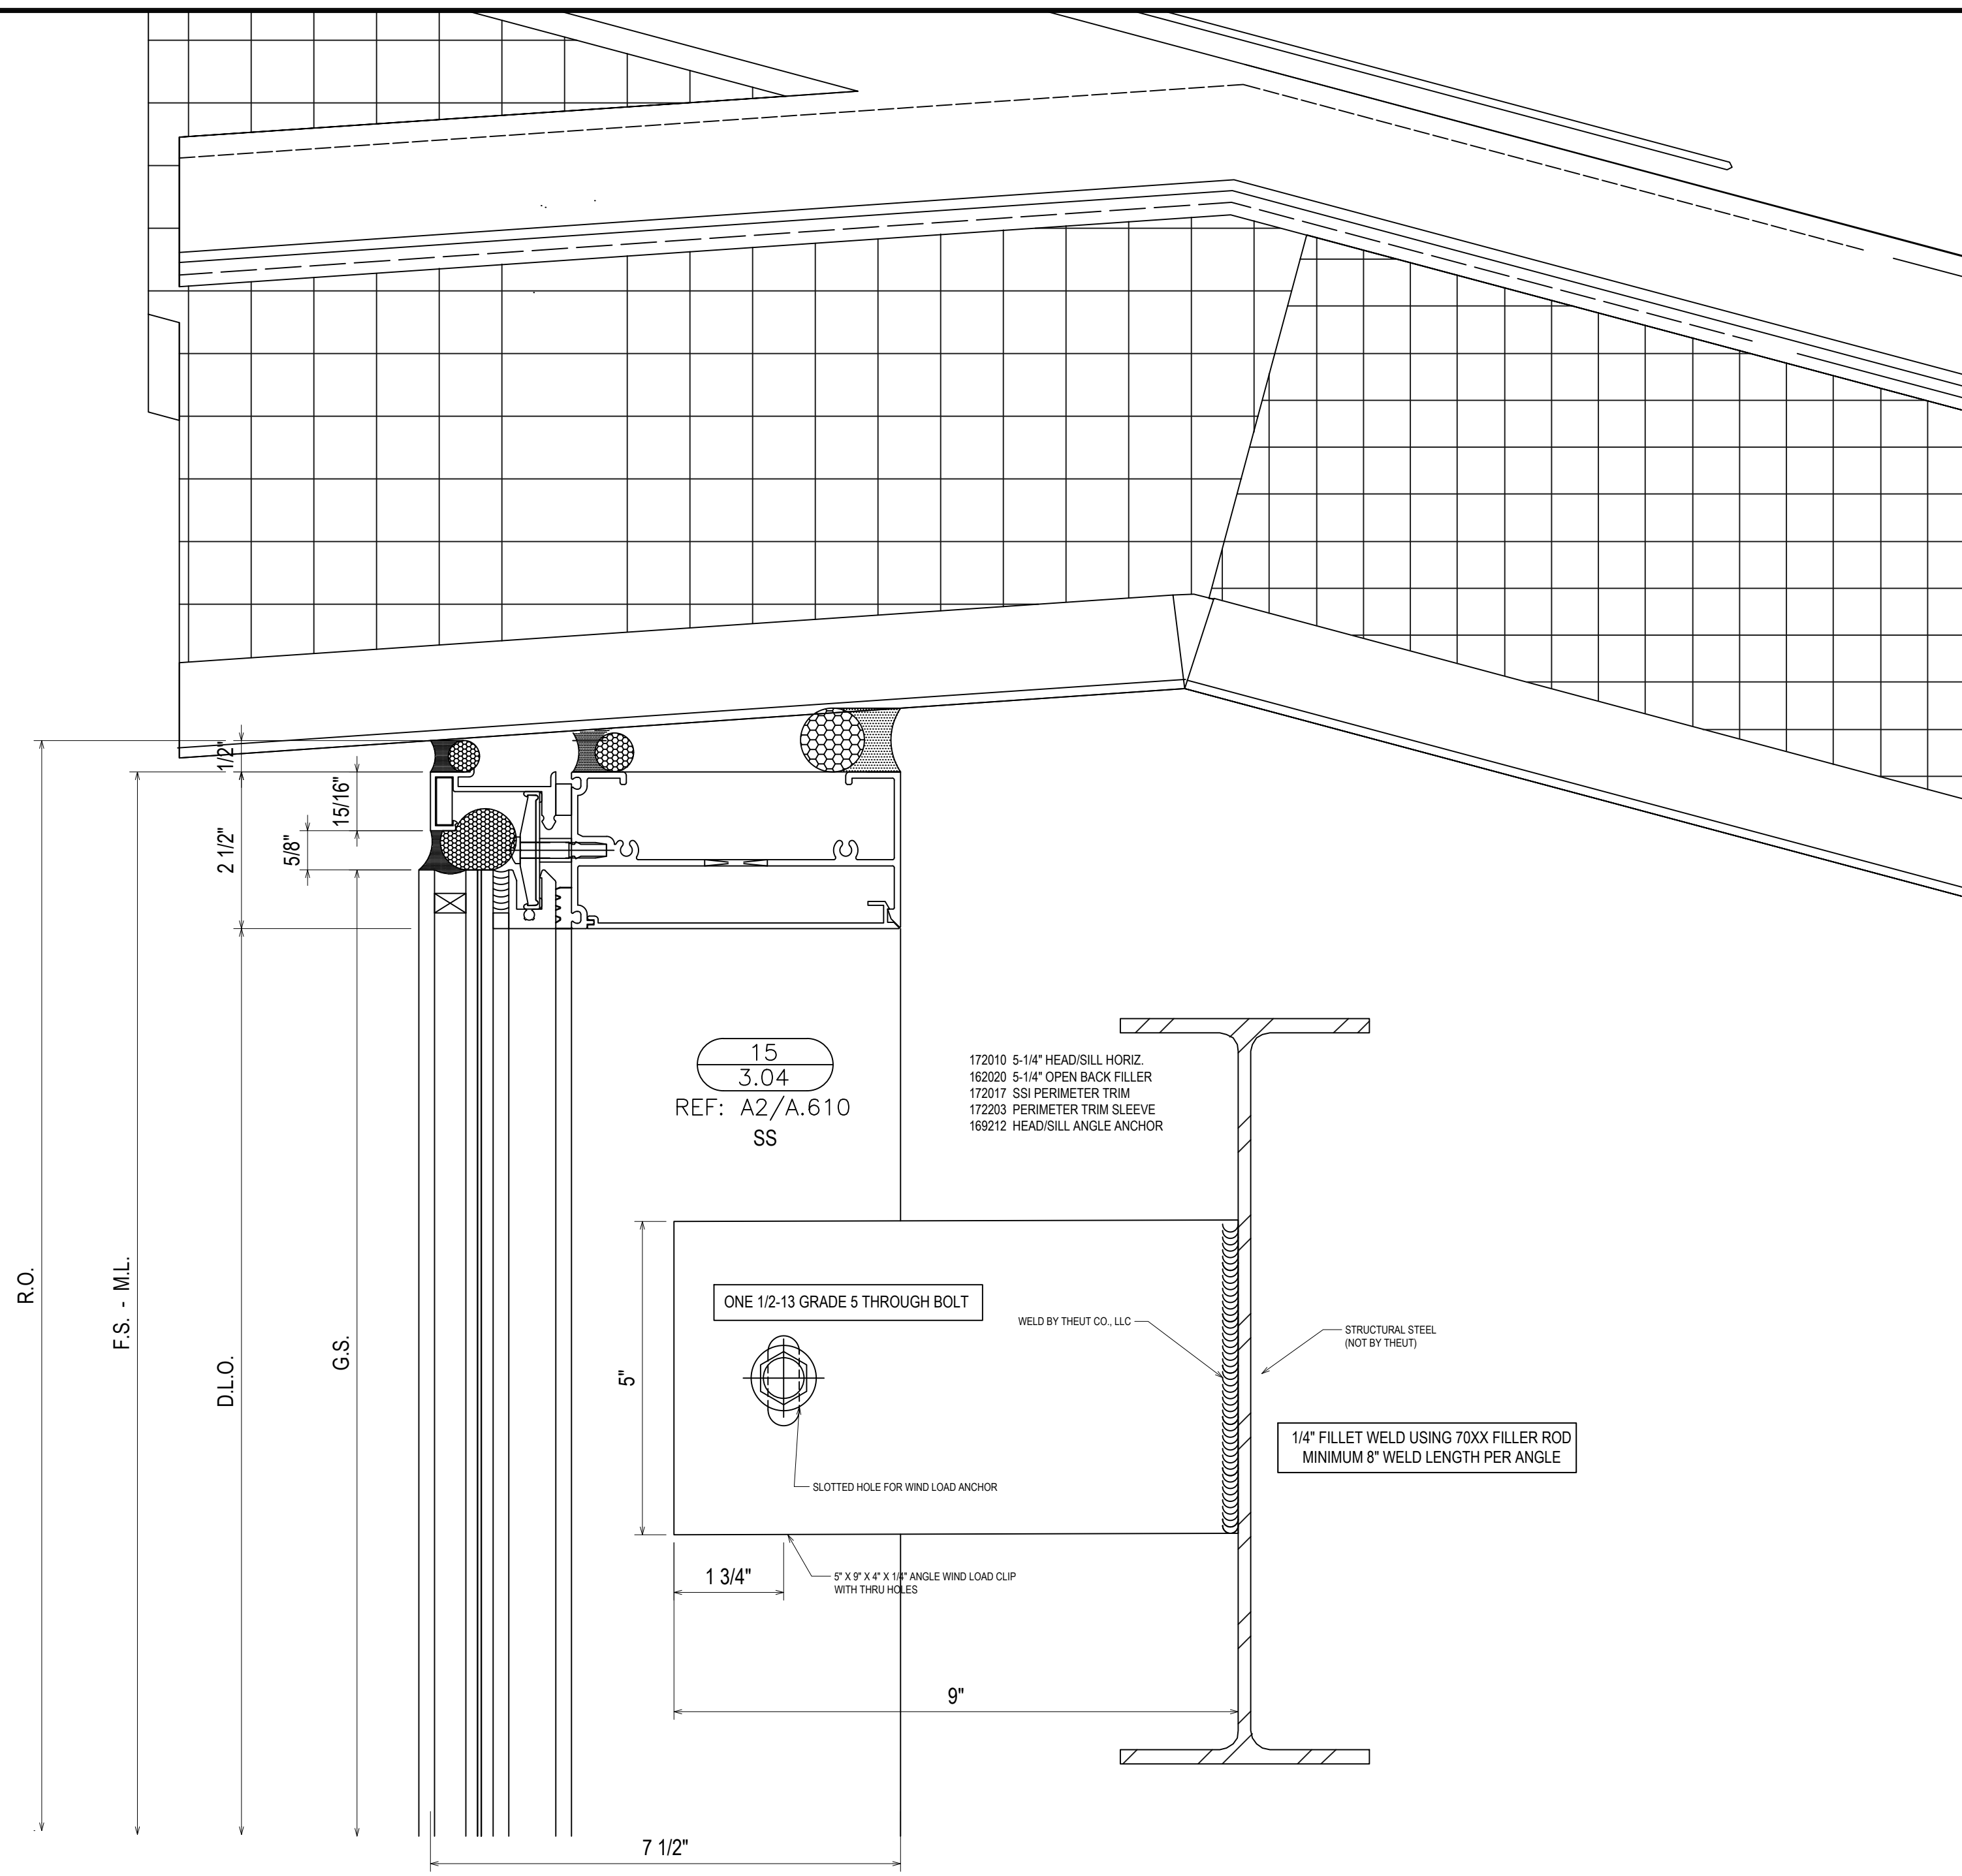 1/2"
15/16"
2 1/2"
5/8"
15
3.04
REF: A2/A.610
SS
172010 5-1/4" HEAD/SILL HORIZ.
162020 5-1/4" OPEN BACK FILLER
172017 SSI PERIMETER TRIM
172203 PERIMETER TRIM SLEEVE
169212 HEAD/SILL ANGLE ANCHOR
R.O.
F.S. - M.L.
D.L.O.
G.S.
5"
ONE 1/2-13 GRADE 5 THROUGH BOLT
WELD BY THEUT CO., LLC
STRUCTURAL STEEL
(NOT BY THEUT)
1/4" FILLET WELD USING 70XX FILLER ROD
MINIMUM 8" WELD LENGTH PER ANGLE
SLOTTED HOLE FOR WIND LOAD ANCHOR
1 3/4"
5" X 9" X 4" X 1/4" ANGLE WIND LOAD CLIP
WITH THRU HOLES
9"
7 1/2"